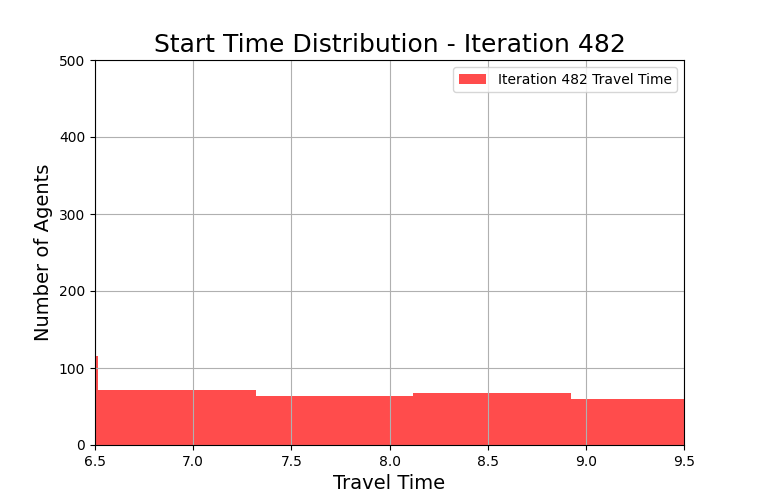 Start Time Distribution - Iteration 482
Iteration 482 Travel Time
Number of Agents
500
400
300
200
100
0
6.5 7.0 7.5 8.0 8.5 9.0 9.5
Travel Time